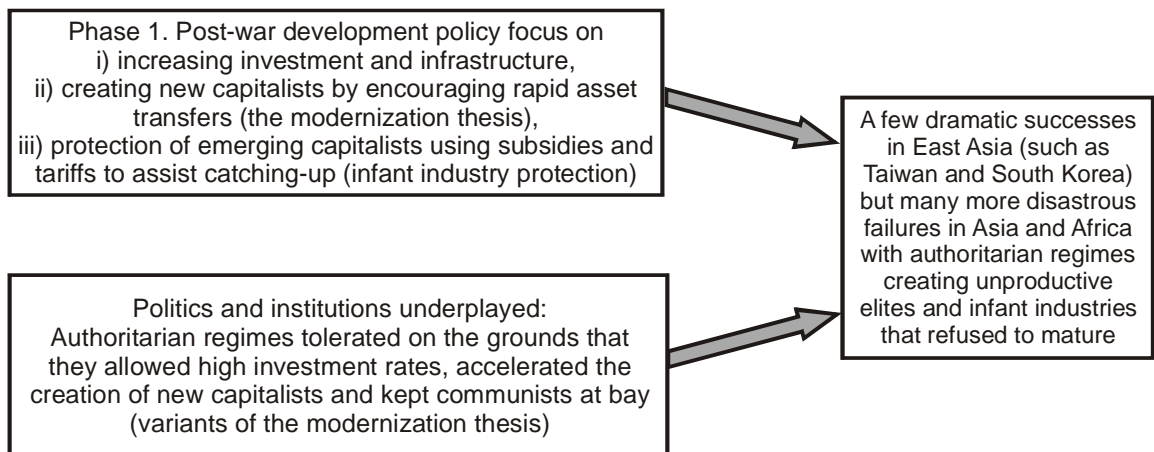 Phase 1. Post-war development policy focus on
i) increasing investment and infrastructure,
ii) creating new capitalists by encouraging rapid asset
transfers (the modernization thesis),
iii) protection of emerging capitalists using subsidies and
tariffs to assist catching-up (infant industry protection)
Politics and institutions underplayed:
Authoritarian regimes tolerated on the grounds that
they allowed high investment rates, accelerated the
creation of new capitalists and kept communists at bay
(variants of the modernization thesis)
A few dramatic successes
in East Asia (such as
Taiwan and South Korea)
but many more disastrous
failures in Asia and Africa
with authoritarian regimes
creating unproductive
elites and infant industries
that refused to mature